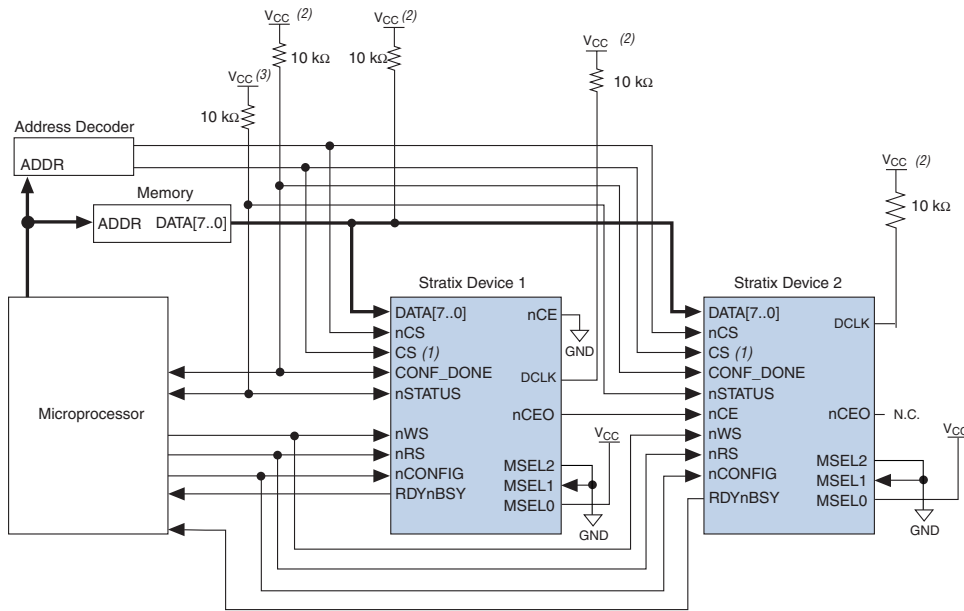 VCC (2)
VCC (2)
VCC (2)
10 kΩ
10 kΩ
10 kΩ
VCC (3)
10 kΩ
Address Decoder
ADDR
VCC (2)
10 kΩ
Memory
ADDR DATA[7..0]
Stratix Device 1
DATA[7..0]
nCS
CS (1)
CONF_DONE
nSTATUS
nWS
nRS
nCONFIG
RDYnBSY
nCE
GND
DCLK
nCEO
VCC
MSEL2
MSEL1
MSEL0
GND
Stratix Device 2
DATA[7..0]
nCS
CS (1)
CONF_DONE
nSTATUS
nCE
nWS
nRS
nCONFIG
RDYnBSY
DCLK
nCEO
N.C.
VCC
MSEL2
MSEL1
MSEL0
GND
Microprocessor